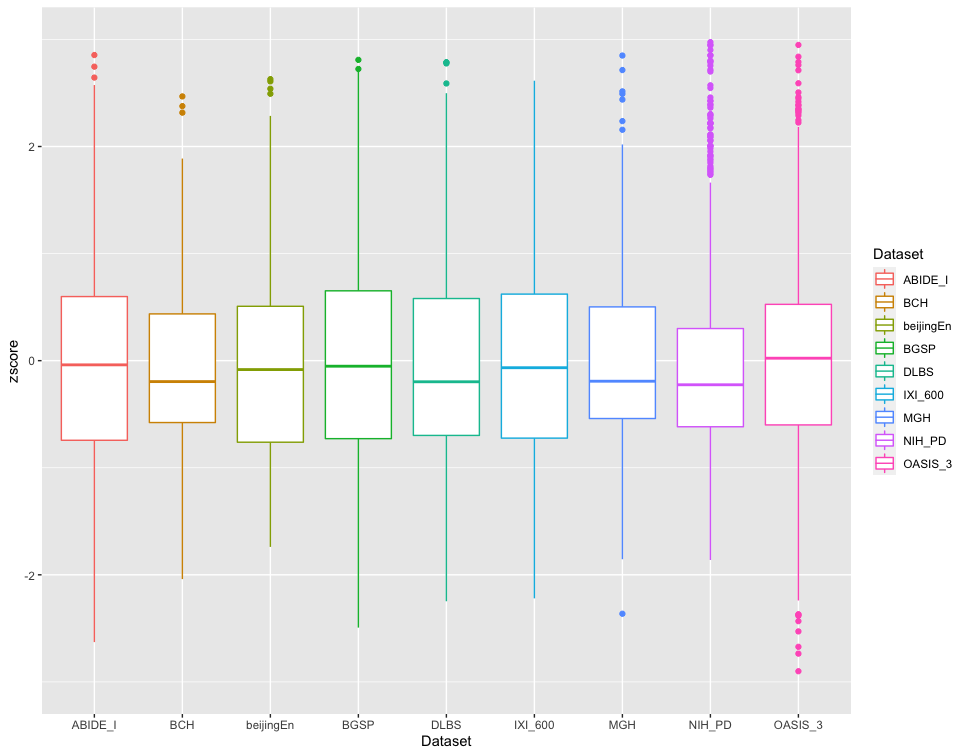 zscore
2
0
-2
ABIDE_I BCH beijingEn BGSP DLBS IXI_600 MGH NIH_PD OASIS_3
Dataset
Dataset
ABIDE_I
BCH
beijingEn
BGSP
DLBS
IXI_600
MGH
NIH_PD
OASIS_3